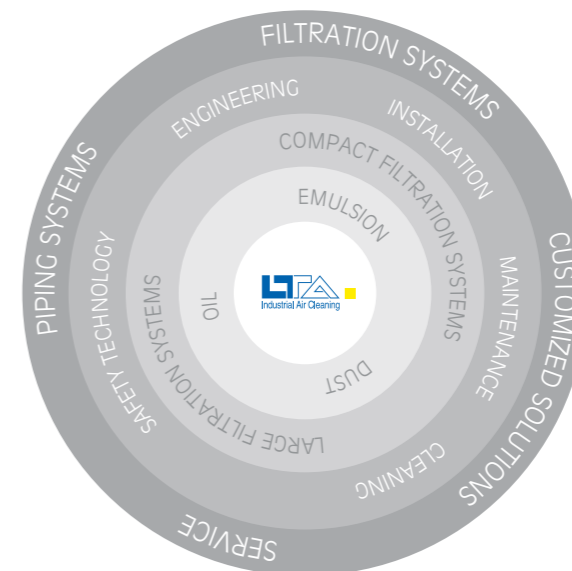 FILTRATION SYSTEMS
CUSTOMIZED SOLUTIONS
SERVICE
PIPING SYSTEMS
ENGINEERING
INSTALLATION
MAINTENANCE
CLEANING
SAFETY TECHNOLOGY
COMPACT FILTRATION SYSTEMS
LARGE FILTRATION SYSTEMS
EMULSION
DUST
OIL
LTA
Industrial Air Cleaning